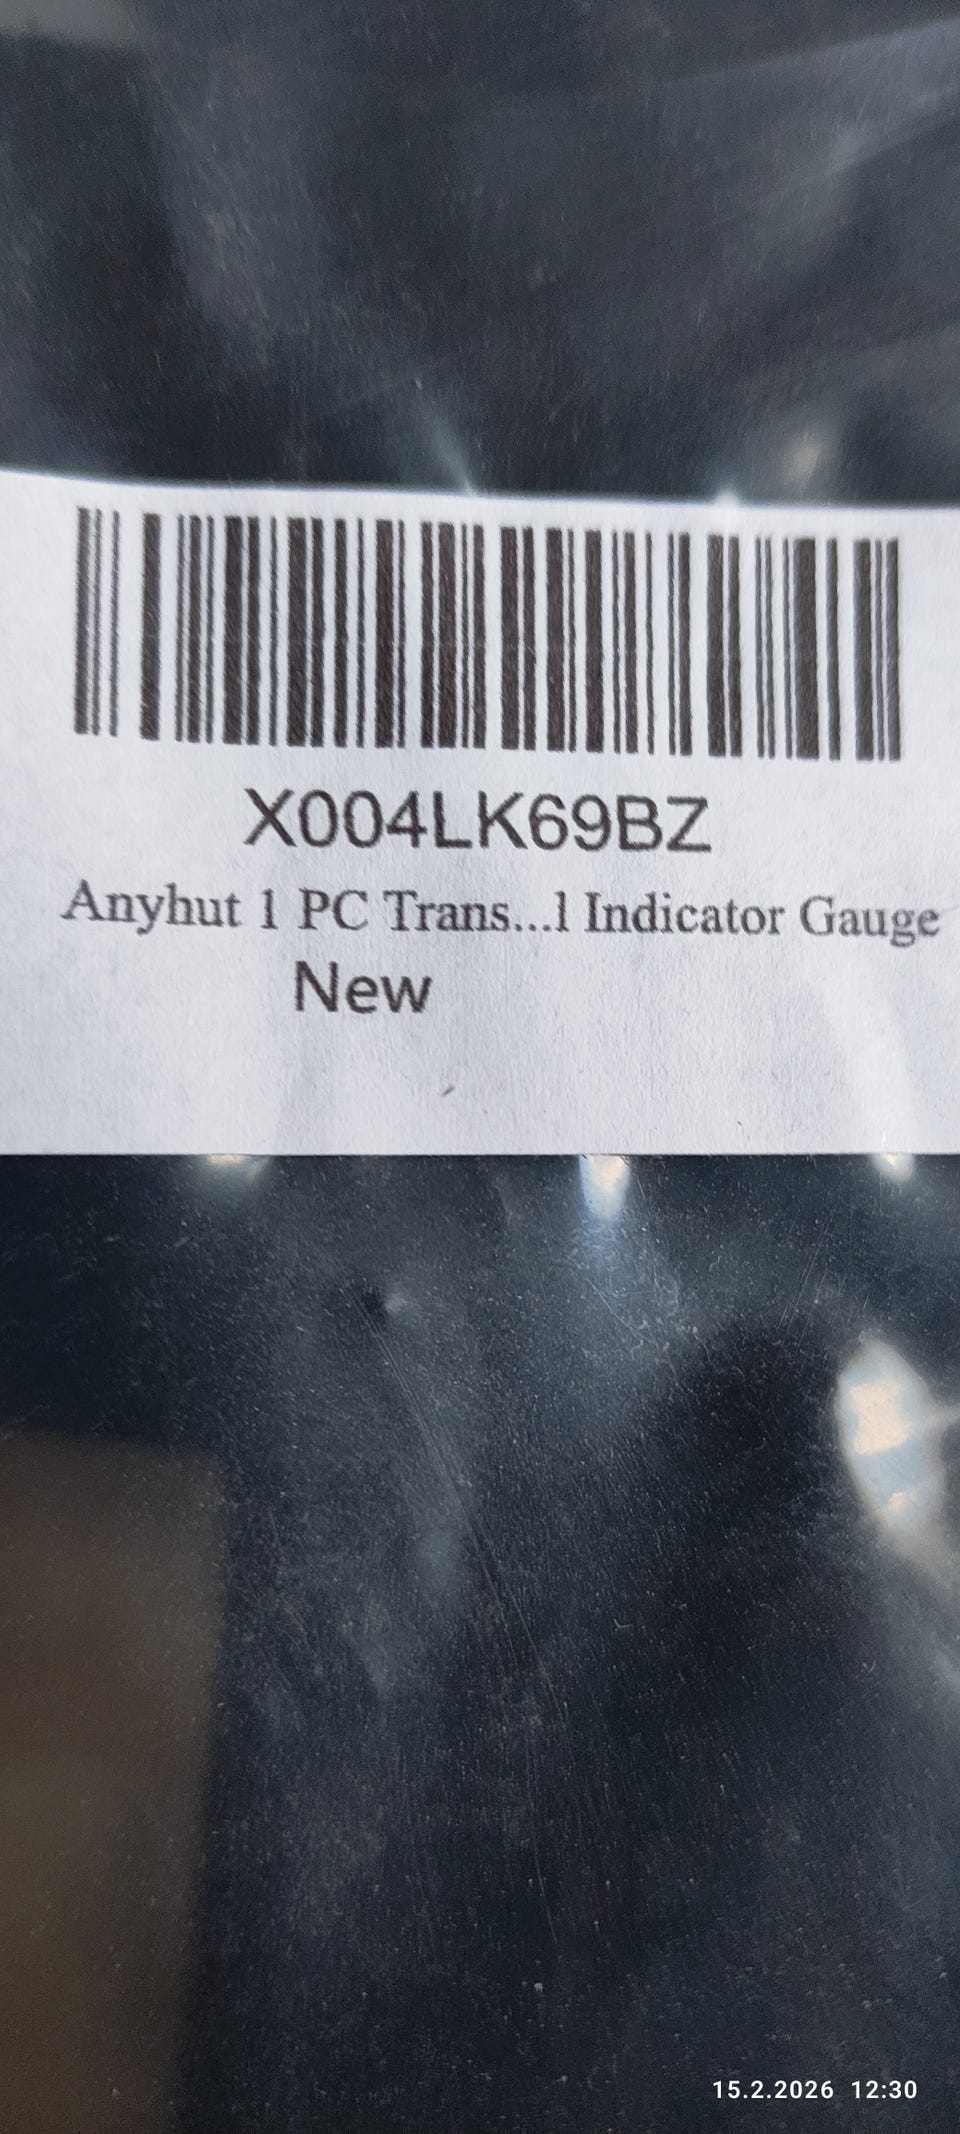 X004LK69BZ
Anyhut 1 PC Trans...l Indicator Gauge
New
15.2.2026 12:30